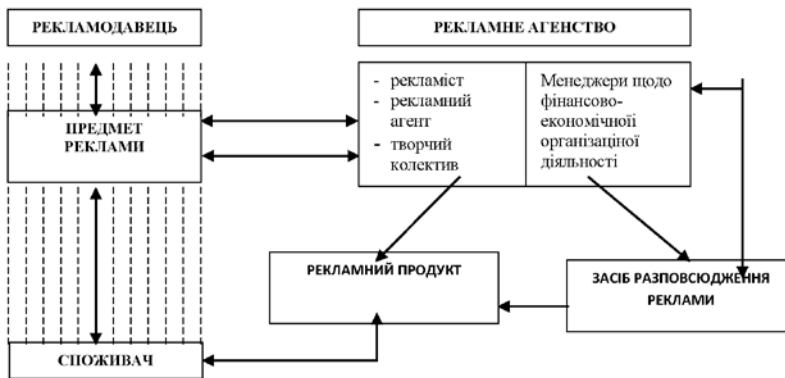 РЕКЛАМОДАВЕЦЬ
РЕКЛАМНЕ АГЕНСТВО
ПРЕДМЕТ
РЕКЛАМИ
- рекламіст
- рекламний
агент
- творчий
колектив
Менеджери щодо
фінансово-
економічної
організаціної
діяльності
РЕКЛАМНИЙ ПРОДУКТ
ЗАСІБ РАЗПОВСЮДЖЕННЯ
РЕКЛАМИ
СПОЖИВАЧ